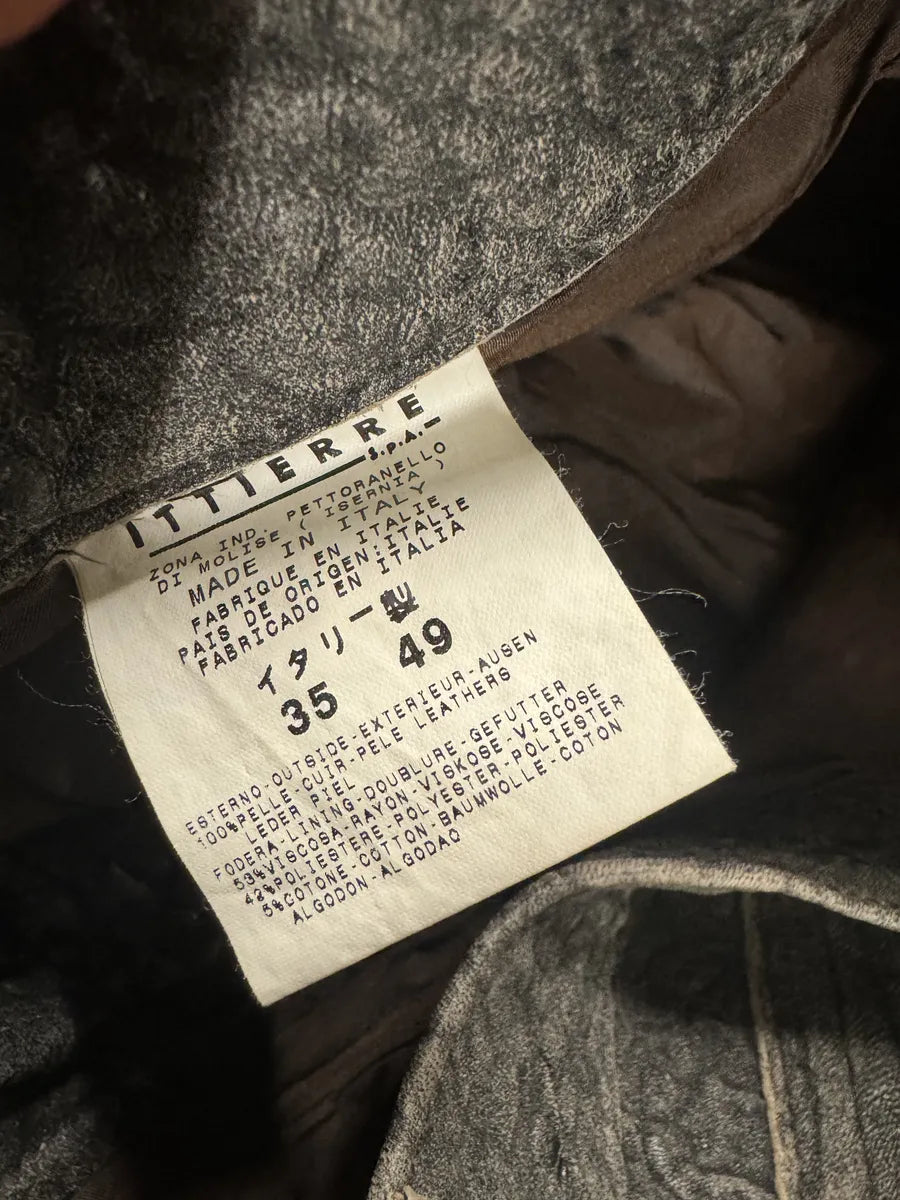 ITTIERRE
S.p.A.
ZONA IND. PETTORANELLO
DI MOLISE ( ISERNIA )
MADE IN ITALY
FABRIQUE EN ITALIE
PAIS DE ORIGEN:ITALIE
FABRICADO EN ITALIA
イタリー製
35 49
ESTERNO-OUTSIDE-EXTERIEUR-AUSEN
100%PELLE-CUIR-PELE LEATHERS
LEDER PIEL
FODERA-LINING-DOUBLURE-GEFUTTER
53%VISCOSA-RAYON-VISKOSE-VISCOSE
42%POLIESTERE-POLYESTER-POLIESTER
5%COTONE-COTTON-BAUMWOLLE-COTON
ALGODON-ALGODAO